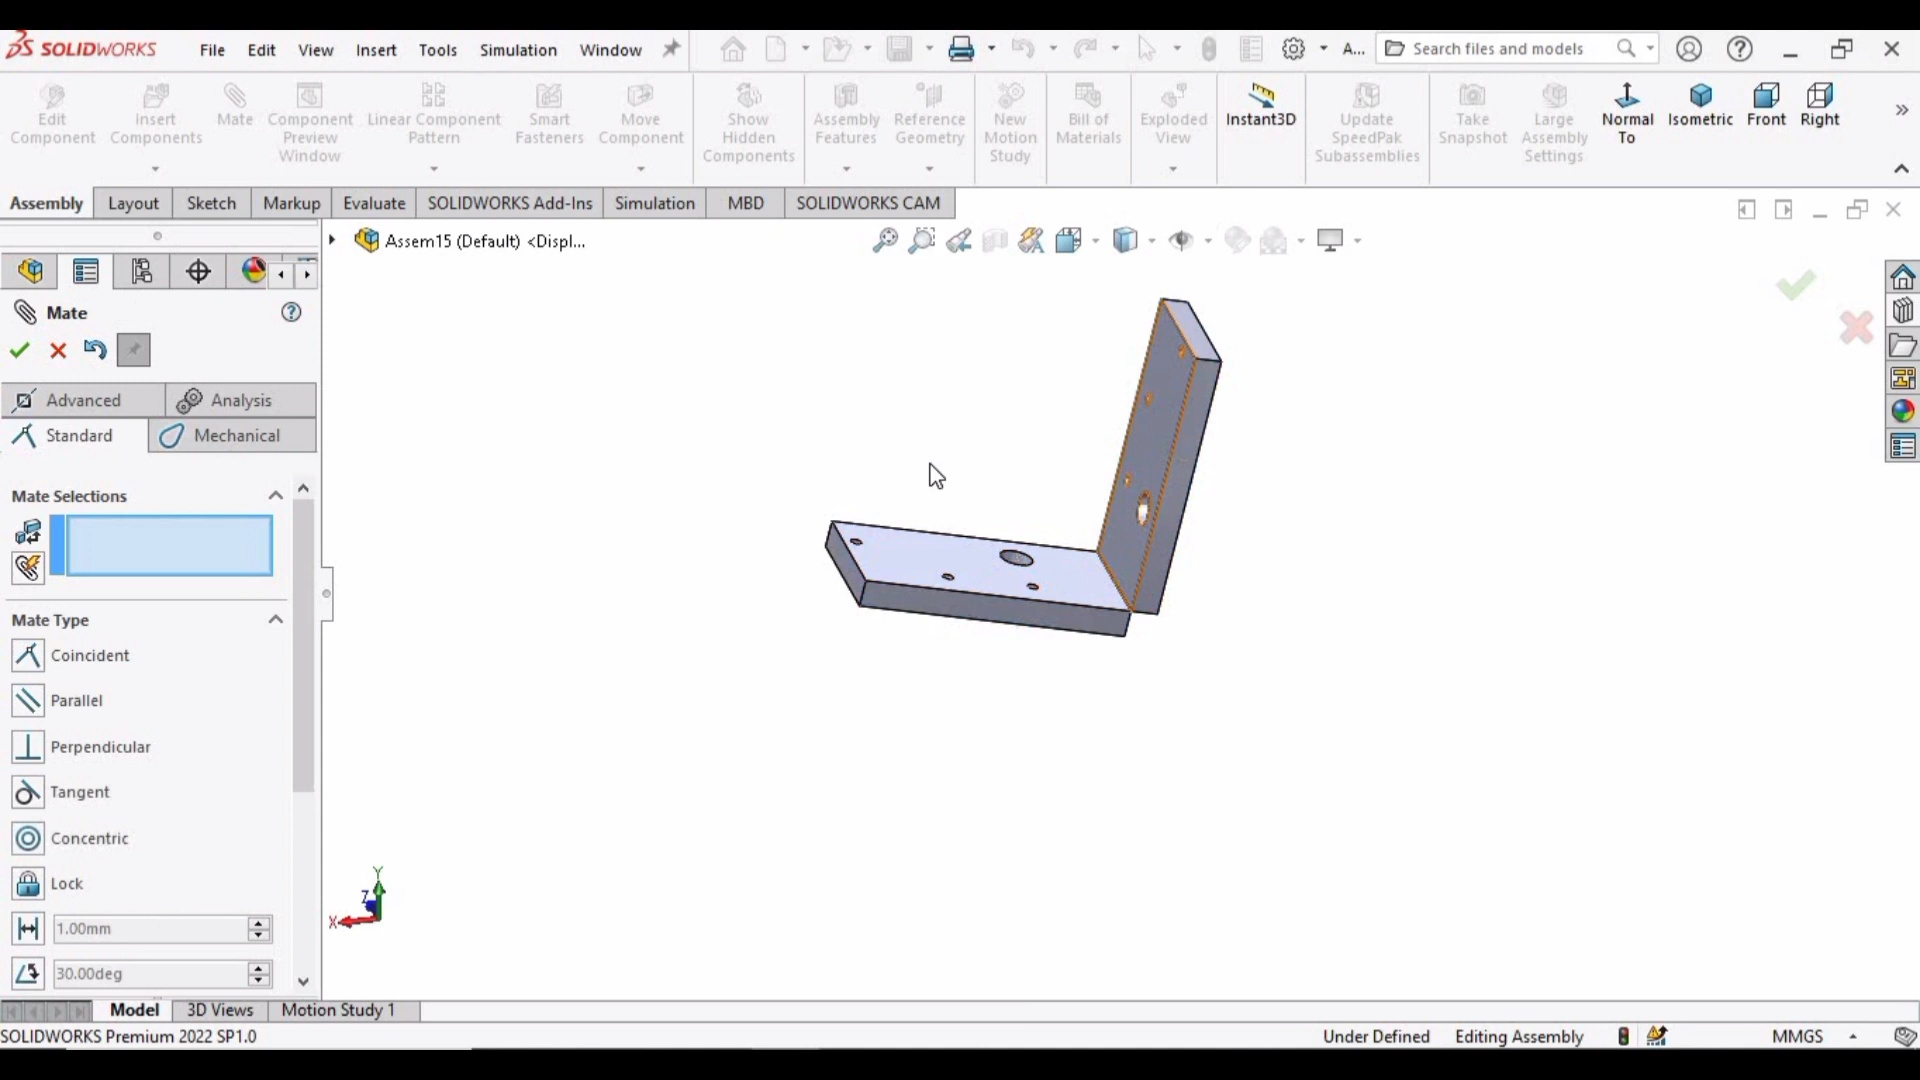 SOLIDWORKS File Edit View Insert Tools Simulation Window A... Search files and models
Edit Component
Insert Components
Mate
Component Preview Window
Linear Component Pattern
Smart Fasteners
Move Component
Show Hidden Components
Assembly Features
Reference Geometry
New Motion Study
Bill of Materials
Exploded View
Instant3D
Update SpeedPak Subassemblies
Take Snapshot
Large Assembly Settings
Normal To
Isometric
Front
Right
Assembly Layout Sketch Markup Evaluate SOLIDWORKS Add-Ins Simulation MBD SOLIDWORKS CAM
Assem15 (Default) <Displ...
Mate
Advanced Analysis
Standard Mechanical
Mate Selections
Mate Type
Coincident
Parallel
Perpendicular
Tangent
Concentric
Lock
1.00mm
30.00deg
Y
Z
X
Model 3D Views Motion Study 1
SOLIDWORKS Premium 2022 SP1.0 Under Defined Editing Assembly MMGS